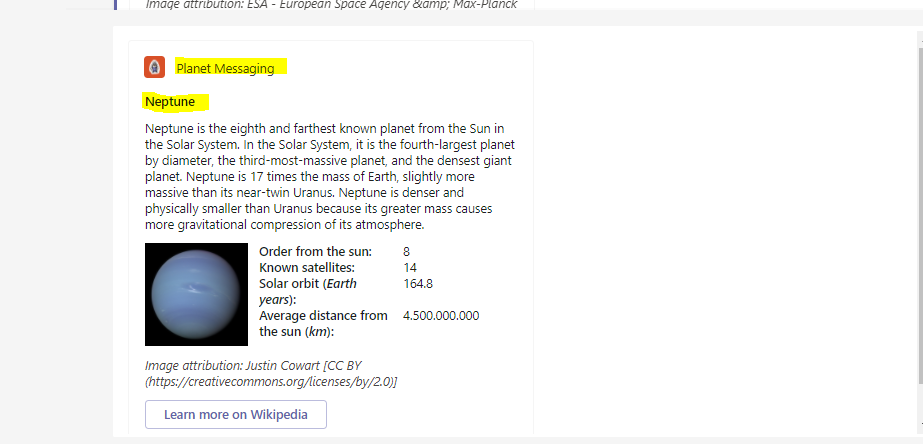 Image attribution: ESA - European Space Agency &amp; Max-Planck
Planet Messaging
Neptune
Neptune is the eighth and farthest known planet from the Sun in
the Solar System. In the Solar System, it is the fourth-largest planet
by diameter, the third-most-massive planet, and the densest giant
planet. Neptune is 17 times the mass of Earth, slightly more
massive than its near-twin Uranus. Neptune is denser and
physically smaller than Uranus because its greater mass causes
more gravitational compression of its atmosphere.
Order from the sun: 8
Known satellites: 14
Solar orbit (Earth 164.8
years):
Average distance from 4.500.000.000
the sun (km):
Image attribution: Justin Cowart [CC BY
(https://creativecommons.org/licenses/by/2.0)]
Learn more on Wikipedia